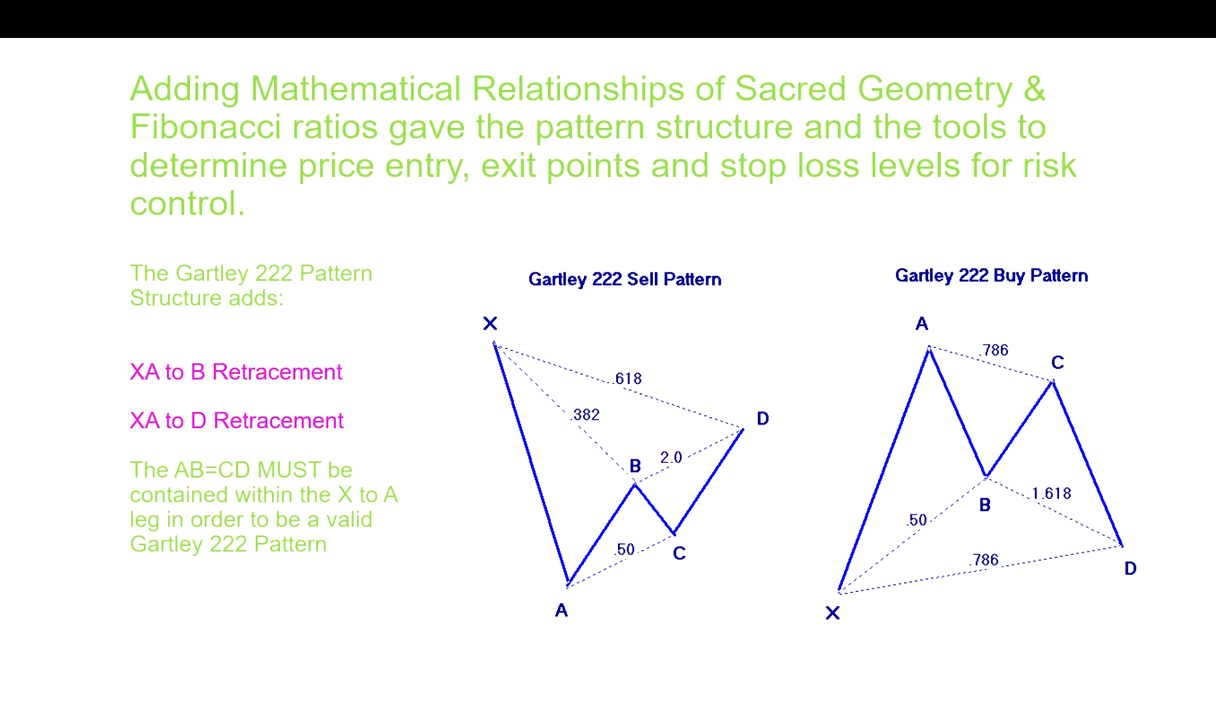 Adding Mathematical Relationships of Sacred Geometry &
Fibonacci ratios gave the pattern structure and the tools to
determine price entry, exit points and stop loss levels for risk
control.
The Gartley 222 Pattern
Structure adds:
XA to B Retracement
XA to D Retracement
The AB=CD MUST be
contained within the X to A
leg in order to be a valid
Gartley 222 Pattern
Gartley 222 Sell Pattern
X
.618
.382
D
2.0
B
.50
C
A
Gartley 222 Buy Pattern
A
.786
C
1.618
B
.50
.786
D
X